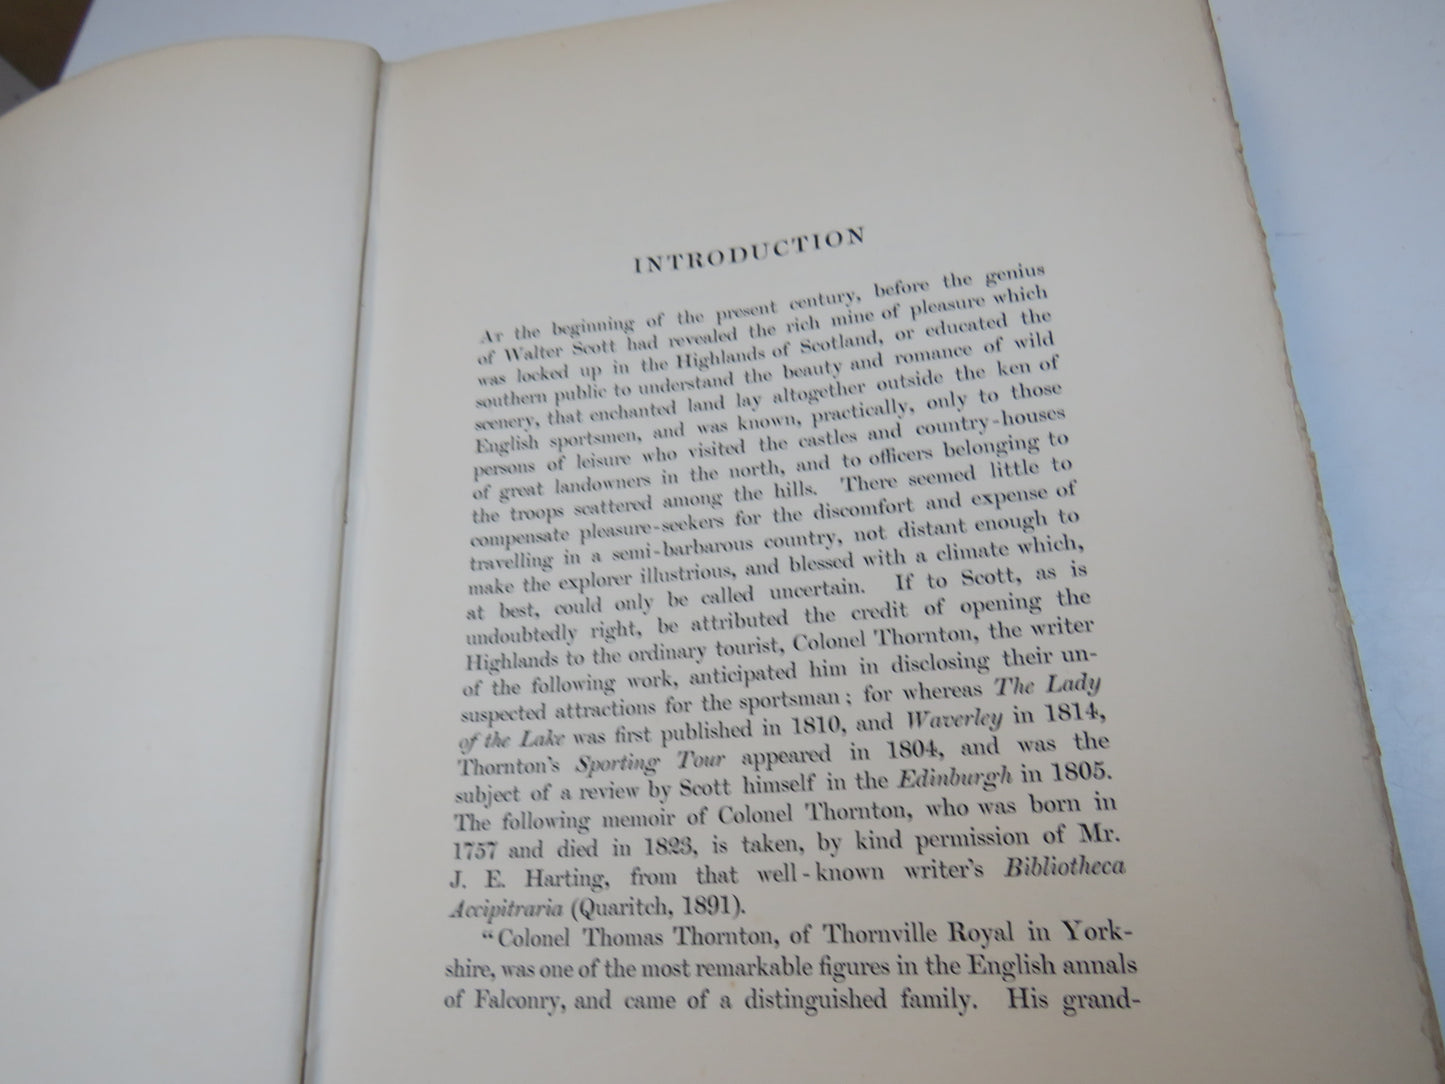 INTRODUCTION
At the beginning of the present century, before the genius
of Walter Scott had revealed the rich mine of pleasure which
was locked up in the Highlands of Scotland, or educated the
southern public to understand the beauty and romance of wild
scenery, that enchanted land lay altogether outside the ken of
English sportsmen, and was known, practically, only to those
persons of leisure who visited the castles and country-houses
of great landowners in the north, and to officers belonging to
the troops scattered among the hills. There seemed little to
compensate pleasure-seekers for the discomfort and expense of
travelling in a semi-barbarous country, not distant enough to
make the explorer illustrious, and blessed with a climate which,
at best, could only be called uncertain. If to Scott, as is
undoubtedly right, be attributed the credit of opening the
Highlands to the ordinary tourist, Colonel Thornton, the writer
of the following work, anticipated him in disclosing their un-
suspected attractions for the sportsman; for whereas The Lady
of the Lake was first published in 1810, and Waverley in 1814,
Thornton's Sporting Tour appeared in 1804, and was the
subject of a review by Scott himself in the Edinburgh in 1805.
The following memoir of Colonel Thornton, who was born in
1757 and died in 1823, is taken, by kind permission of Mr.
J. E. Harting, from that well-known writer's Bibliotheca
Accipitraria (Quaritch, 1891).
"Colonel Thomas Thornton, of Thornville Royal in York-
shire, was one of the most remarkable figures in the English annals
of Falconry, and came of a distinguished family. His grand-